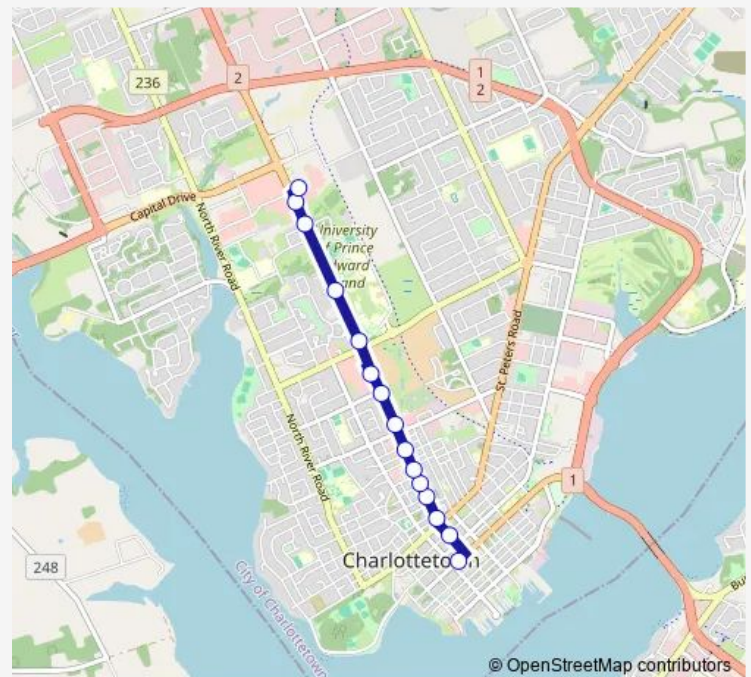 236
2
1
2
Capital Drive
North River Road
University
of Prince
Edward
Island
St. Peters Road
North River Road
1
Charlottetown
248
City of Charlottetown
© OpenStreetMap contributors